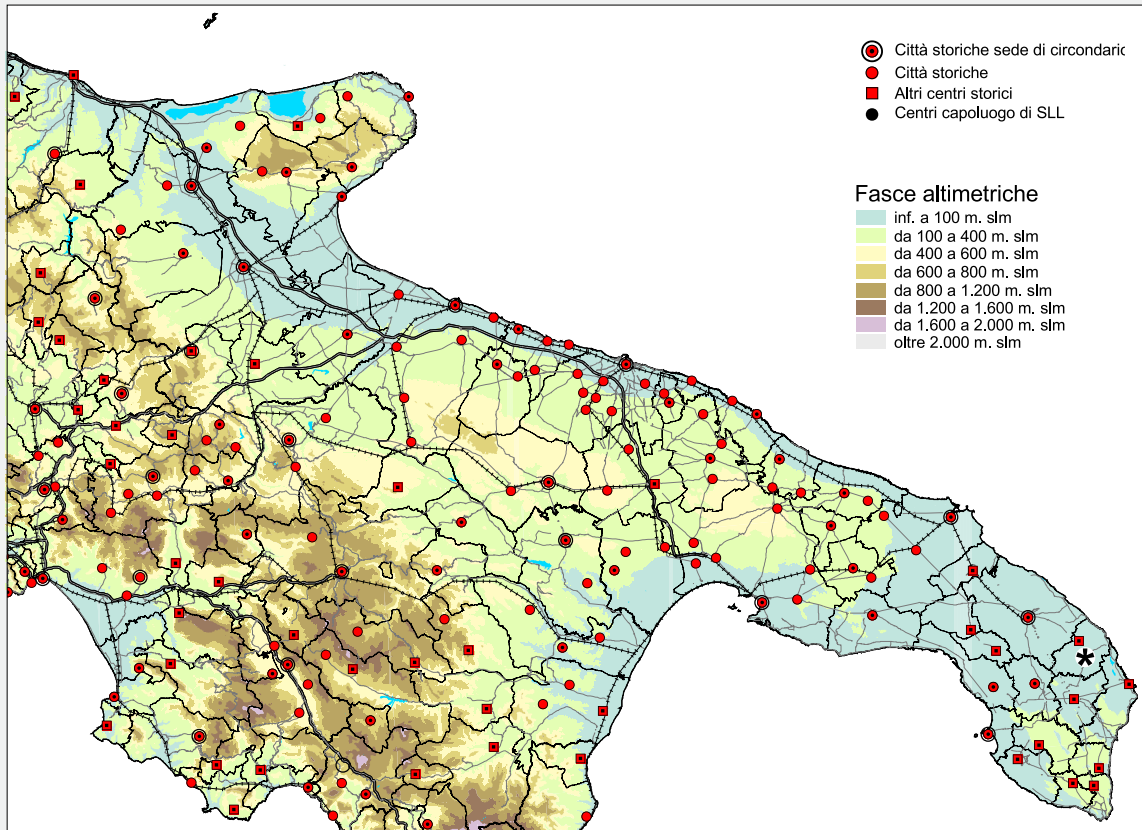 Città storiche sede di circondaric
Città storiche
Altri centri storici
Centri capoluogo di SLL
Fasce altimetriche
inf. a 100 m. slm
da 100 a 400 m. slm
da 400 a 600 m. slm
da 600 a 800 m. slm
da 800 a 1.200 m. slm
da 1.200 a 1.600 m. slm
da 1.600 a 2.000 m. slm
oltre 2.000 m. slm
*